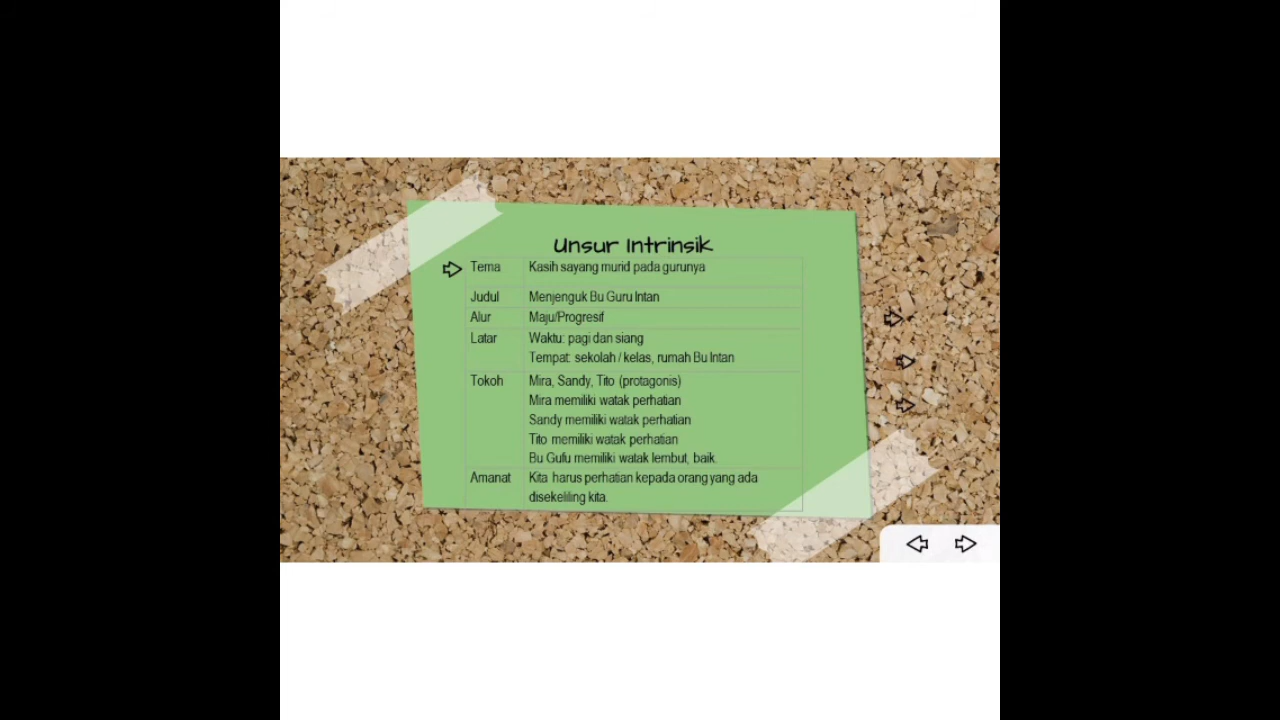 Unsur Intrinsik
Tema Kasih sayang murid pada gurunya
Judul Menjenguk Bu Guru Intan
Alur Maju/Progresif
Latar Waktu: pagi dan siang
Tempat: sekolah / kelas, rumah Bu Intan
Tokoh Mira, Sandy, Tito (protagonis)
Mira memiliki watak perhatian
Sandy memiliki watak perhatian
Tito memiliki watak perhatian
Bu Gufu memiliki watak lembut, baik.
Amanat Kita harus perhatian kepada orang yang ada
disekeliling kita.